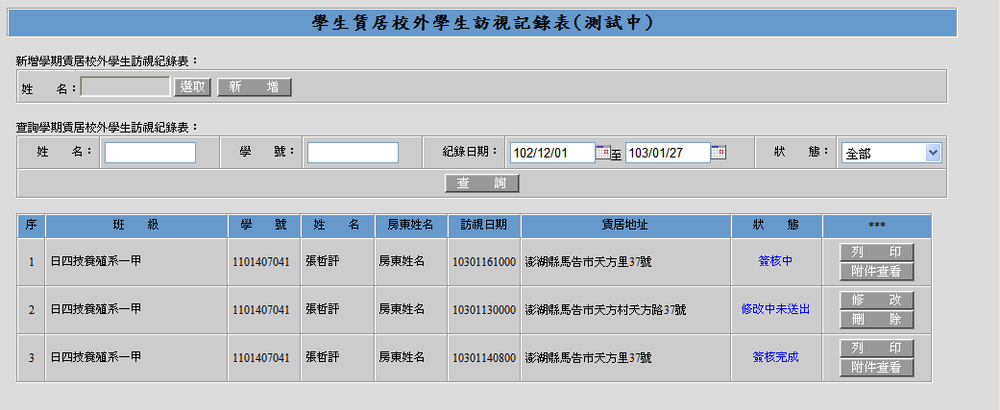 學生賃居校外學生訪視記錄表(測試中)
新增學期賃居校外學生訪視紀錄表：
姓 名： 選取 新 增
查詢學期賃居校外學生訪視紀錄表：
姓 名： 學 號： 紀錄日期： 102/12/01 至 103/01/27 狀 態： 全部
查 詢
序 班 級 學 號 姓 名 房東姓名 訪視日期 賃居地址 狀 態 ***
1 日四技養殖系一甲 1101407041 張哲評 房東姓名 10301161000 澎湖縣馬告市天方里37號 簽核中 列 印
附件查看
2 日四技養殖系一甲 1101407041 張哲評 房東姓名 10301130000 澎湖縣馬告市天方村天方路37號 修改中未送出 修 改
刪 除
3 日四技養殖系一甲 1101407041 張哲評 房東姓名 10301140800 澎湖縣馬告市天方里37號 簽核完成 列 印
附件查看